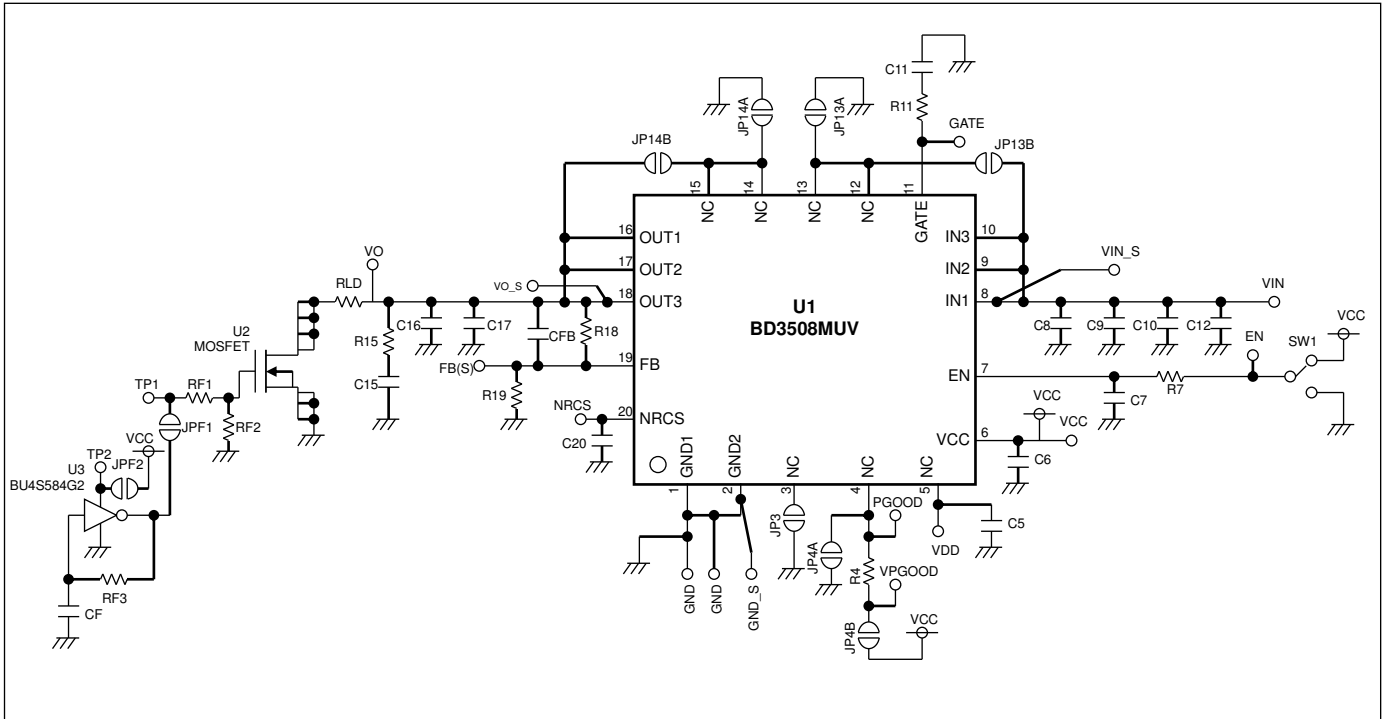 C11
R11
GATE
JP14A
JP13A
JP14B
JP13B
15
14
13
12
11
NC
NC
NC
NC
GATE
16
OUT1
IN3
10
17
OUT2
IN2
9
18
OUT3
IN1
8
U1
BD3508MUV
VO
VO_S
VIN_S
VIN
RLD
U2
MOSFET
R15
C16
C17
CFB
R18
C8
C9
C10
C12
VCC
SW1
EN
19
FB
FB(S)
EN
7
R7
C7
TP1
RF1
C15
R19
JPF1
RF2
NRCS
20
NRCS
C20
VCC
VCC
VCC
6
C6
TP2
VCC
JPF2
U3
BU4S584G2
GND1
GND2
NC
NC
NC
1
2
3
4
5
PGOOD
C5
VDD
JP3
JP4A
R4
VPGOOD
RF3
CF
GND
GND
GND_S
JP4B
VCC